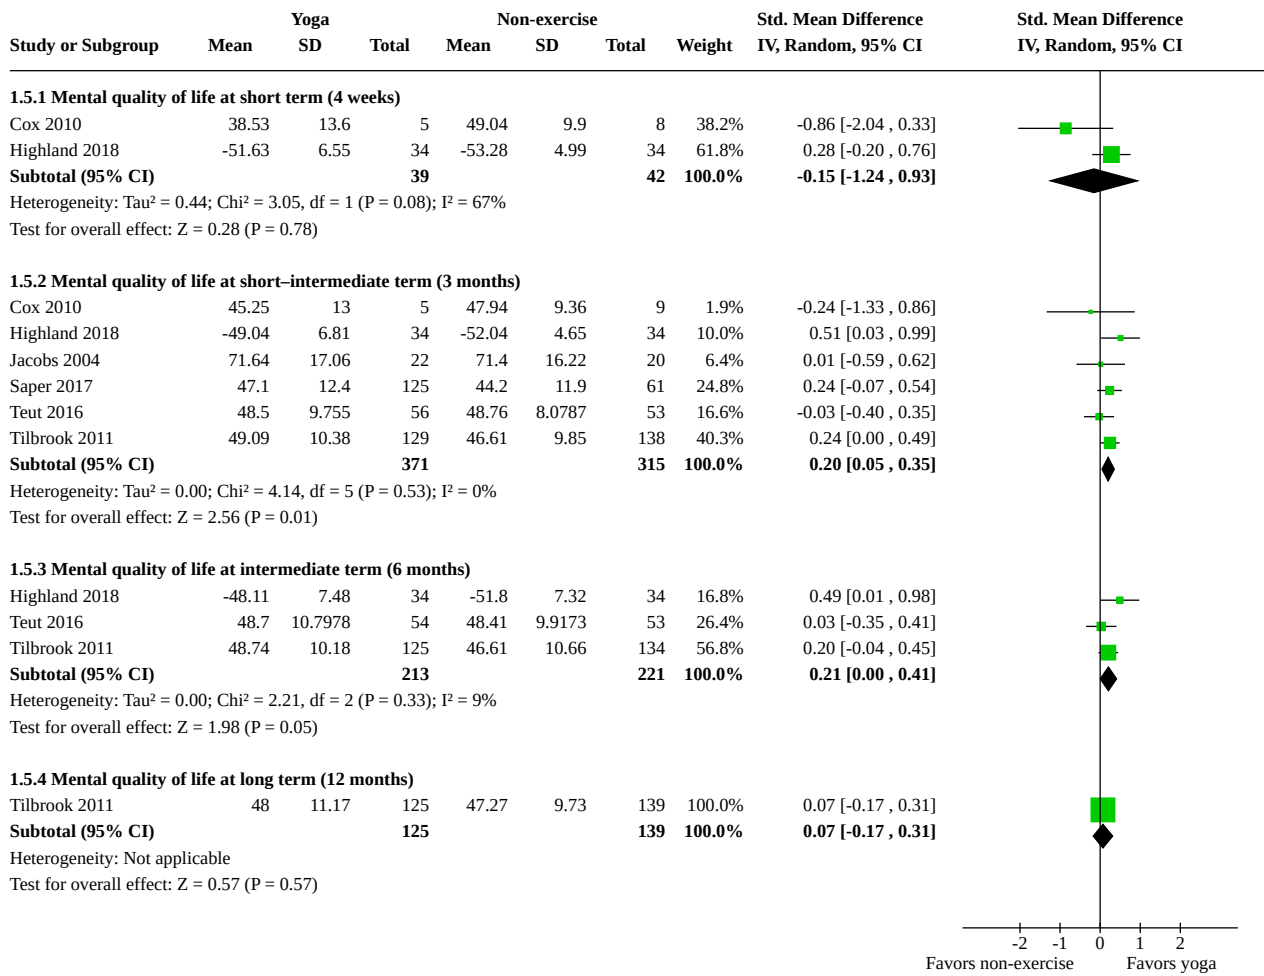 Yoga Non-exercise Std. Mean Difference Std. Mean Difference
Study or Subgroup Mean SD Total Mean SD Total Weight IV, Random, 95% CI IV, Random, 95% CI
1.5.1 Mental quality of life at short term (4 weeks)
Cox 2010 38.53 13.6 5 49.04 9.9 8 38.2% -0.86 [-2.04 , 0.33]
Highland 2018 -51.63 6.55 34 -53.28 4.99 34 61.8% 0.28 [-0.20 , 0.76]
Subtotal (95% CI) 39 42 100.0% -0.15 [-1.24 , 0.93]
Heterogeneity: Tau² = 0.44; Chi² = 3.05, df = 1 (P = 0.08); I² = 67%
Test for overall effect: Z = 0.28 (P = 0.78)
1.5.2 Mental quality of life at short–intermediate term (3 months)
Cox 2010 45.25 13 5 47.94 9.36 9 1.9% -0.24 [-1.33 , 0.86]
Highland 2018 -49.04 6.81 34 -52.04 4.65 34 10.0% 0.51 [0.03 , 0.99]
Jacobs 2004 71.64 17.06 22 71.4 16.22 20 6.4% 0.01 [-0.59 , 0.62]
Saper 2017 47.1 12.4 125 44.2 11.9 61 24.8% 0.24 [-0.07 , 0.54]
Teut 2016 48.5 9.755 56 48.76 8.0787 53 16.6% -0.03 [-0.40 , 0.35]
Tilbrook 2011 49.09 10.38 129 46.61 9.85 138 40.3% 0.24 [0.00 , 0.49]
Subtotal (95% CI) 371 315 100.0% 0.20 [0.05 , 0.35]
Heterogeneity: Tau² = 0.00; Chi² = 4.14, df = 5 (P = 0.53); I² = 0%
Test for overall effect: Z = 2.56 (P = 0.01)
1.5.3 Mental quality of life at intermediate term (6 months)
Highland 2018 -48.11 7.48 34 -51.8 7.32 34 16.8% 0.49 [0.01 , 0.98]
Teut 2016 48.7 10.7978 54 48.41 9.9173 53 26.4% 0.03 [-0.35 , 0.41]
Tilbrook 2011 48.74 10.18 125 46.61 10.66 134 56.8% 0.20 [-0.04 , 0.45]
Subtotal (95% CI) 213 221 100.0% 0.21 [0.00 , 0.41]
Heterogeneity: Tau² = 0.00; Chi² = 2.21, df = 2 (P = 0.33); I² = 9%
Test for overall effect: Z = 1.98 (P = 0.05)
1.5.4 Mental quality of life at long term (12 months)
Tilbrook 2011 48 11.17 125 47.27 9.73 139 100.0% 0.07 [-0.17 , 0.31]
Subtotal (95% CI) 125 139 100.0% 0.07 [-0.17 , 0.31]
Heterogeneity: Not applicable
Test for overall effect: Z = 0.57 (P = 0.57)
-2 -1 0 1 2
Favors non-exercise Favors yoga